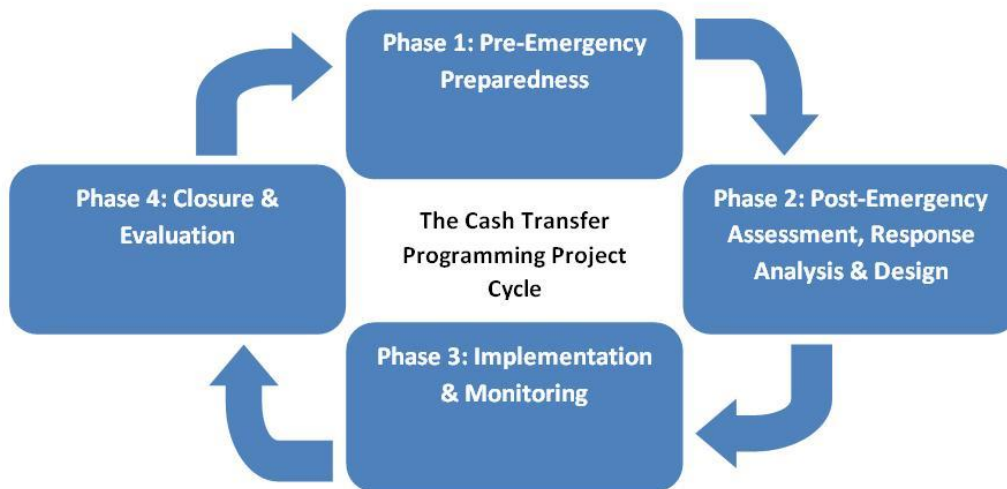 Phase 1: Pre-Emergency
Preparedness
Phase 2: Post-Emergency
Assessment, Response
Analysis & Design
Phase 3: Implementation
& Monitoring
Phase 4: Closure &
Evaluation
The Cash Transfer
Programming Project
Cycle